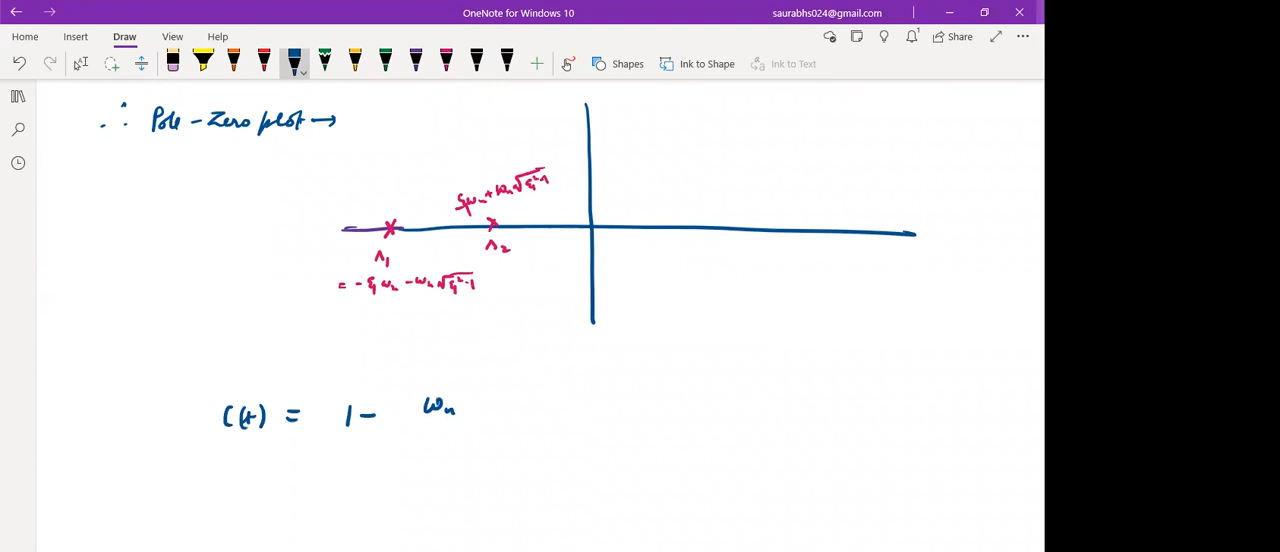 OneNote for Windows 10
saurabhs024@gmail.com
Home Insert Draw View Help
Share
Shapes Ink to Shape Ink to Text
∴ Pole-Zero plot →
ξωn + ωn√ξ²-1
s1 s2
= -ξωn - ωn√ξ²-1
C(t) = 1 - ωn